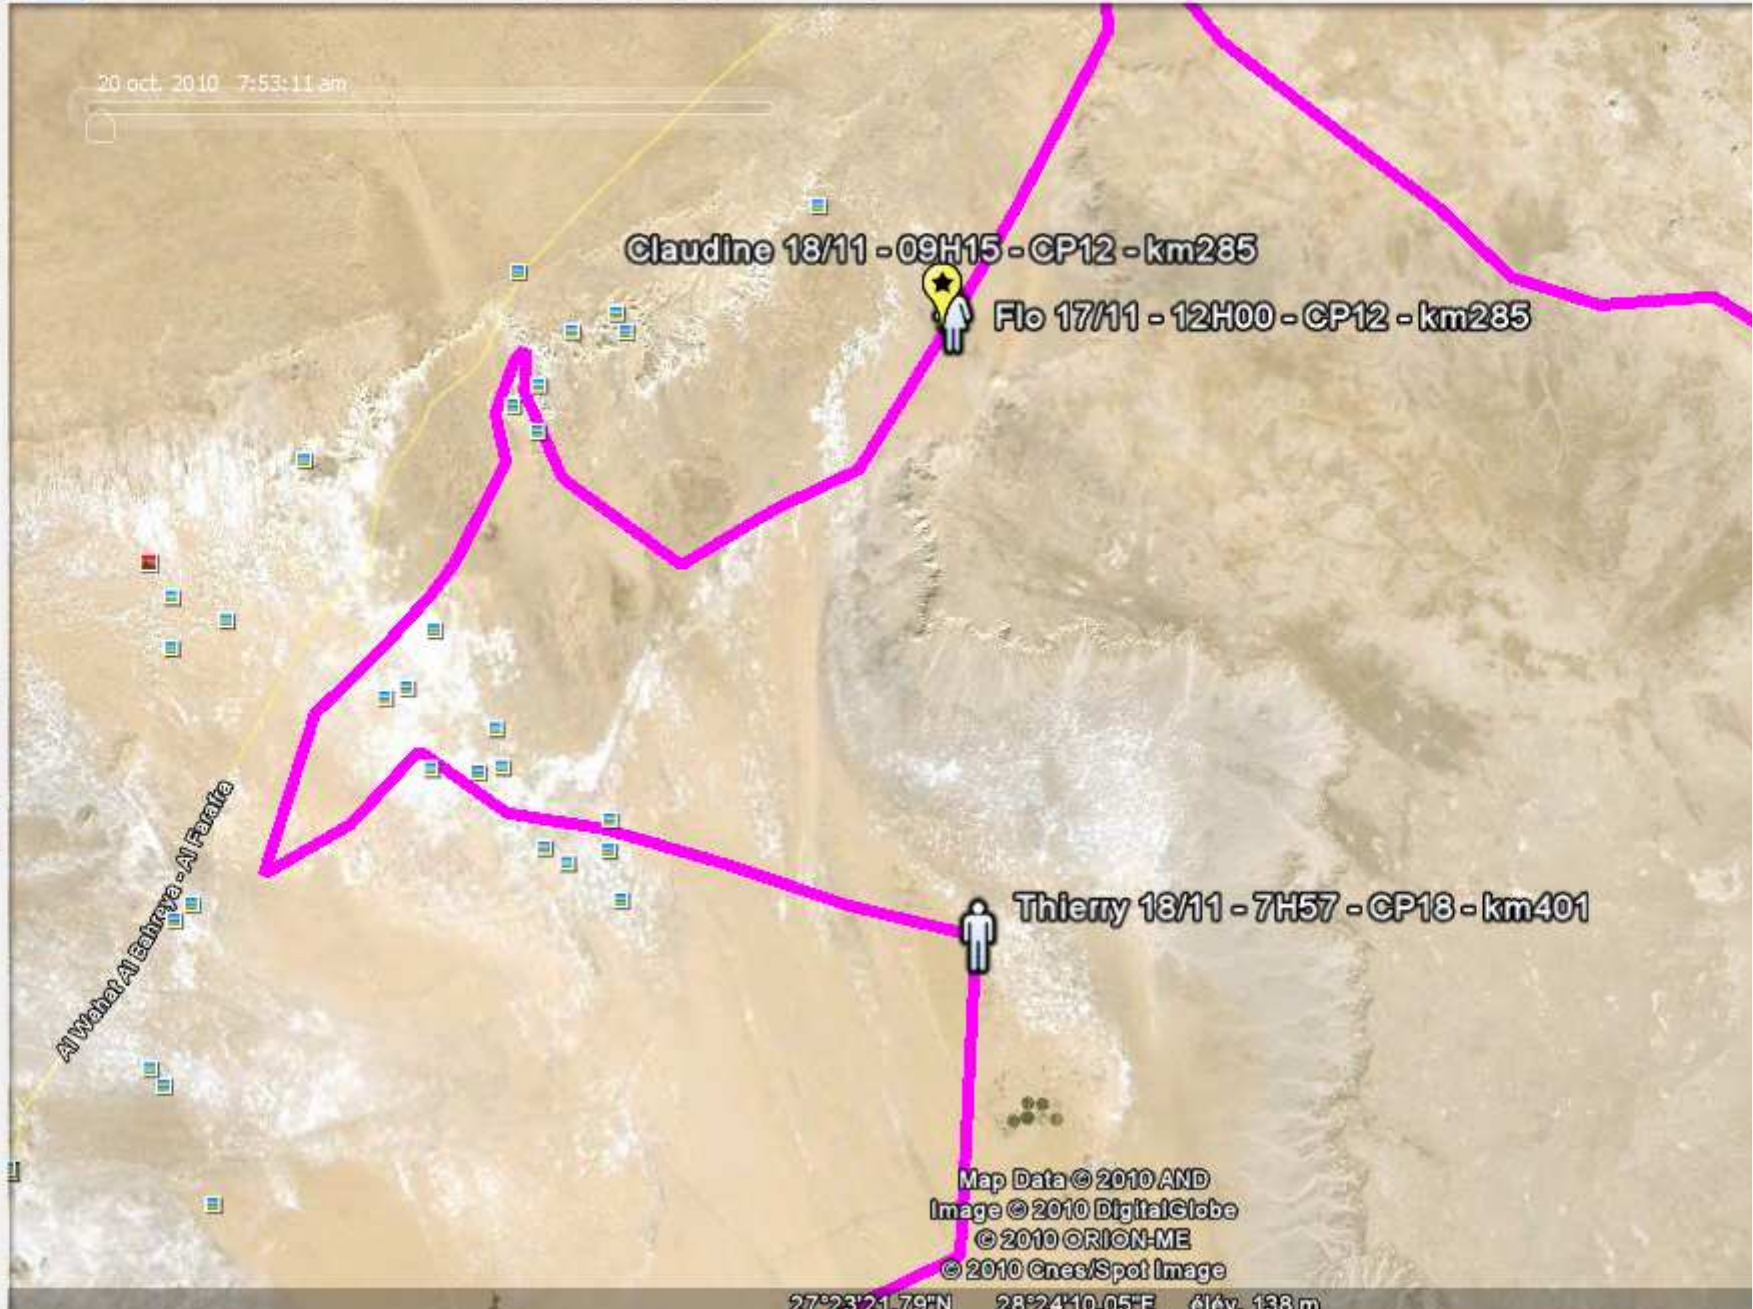 20 oct. 2010 7:53:11 am
Claudine 18/11 - 09H15 - CP12 - km285
Flo 17/11 - 12H00 - CP12 - km285
Al Wahat Al Bahreya - Al Farafra
Thierry 18/11 - 7H57 - CP18 - km401
Map Data © 2010 AND
Image © 2010 DigitalGlobe
© 2010 ORION-ME
© 2010 Cnes/Spot Image
27°23'21.79"N 28°24'10.05"E élév. 138 m